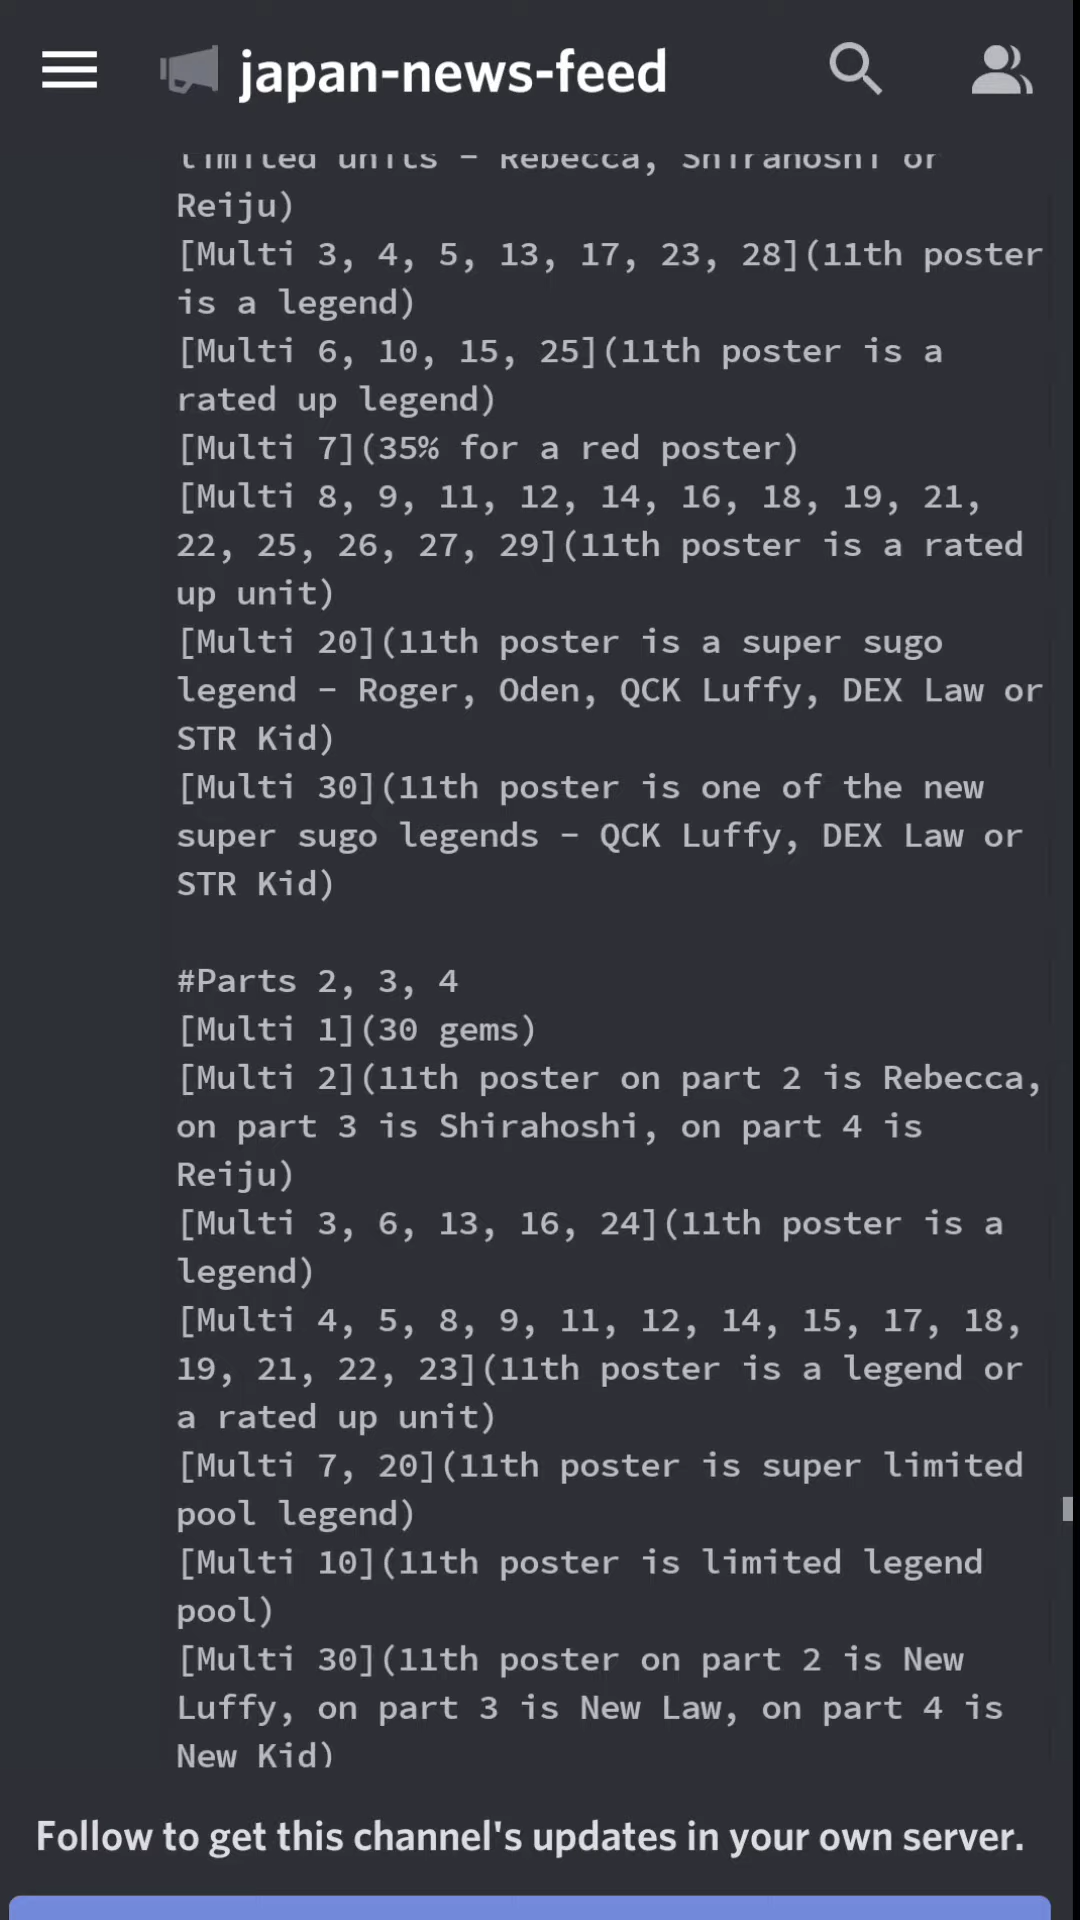 japan-news-feed
limited units - Rebecca, Shirahoshi or
Reiju)
[Multi 3, 4, 5, 13, 17, 23, 28](11th poster
is a legend)
[Multi 6, 10, 15, 25](11th poster is a
rated up legend)
[Multi 7](35% for a red poster)
[Multi 8, 9, 11, 12, 14, 16, 18, 19, 21,
22, 25, 26, 27, 29](11th poster is a rated
up unit)
[Multi 20](11th poster is a super sugo
legend - Roger, Oden, QCK Luffy, DEX Law or
STR Kid)
[Multi 30](11th poster is one of the new
super sugo legends - QCK Luffy, DEX Law or
STR Kid)
#Parts 2, 3, 4
[Multi 1](30 gems)
[Multi 2](11th poster on part 2 is Rebecca,
on part 3 is Shirahoshi, on part 4 is
Reiju)
[Multi 3, 6, 13, 16, 24](11th poster is a
legend)
[Multi 4, 5, 8, 9, 11, 12, 14, 15, 17, 18,
19, 21, 22, 23](11th poster is a legend or
a rated up unit)
[Multi 7, 20](11th poster is super limited
pool legend)
[Multi 10](11th poster is limited legend
pool)
[Multi 30](11th poster on part 2 is New
Luffy, on part 3 is New Law, on part 4 is
New Kid)
Follow to get this channel's updates in your own server.